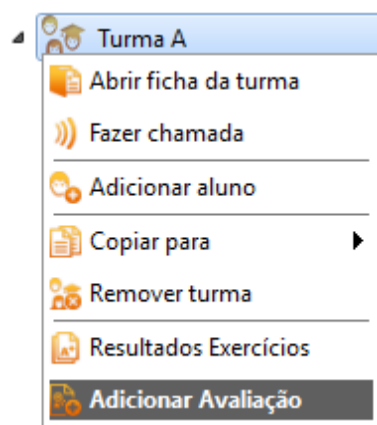 Turma A
Abrir ficha da turma
Fazer chamada
Adicionar aluno
Copiar para
Remover turma
Resultados Exercícios
Adicionar Avaliação